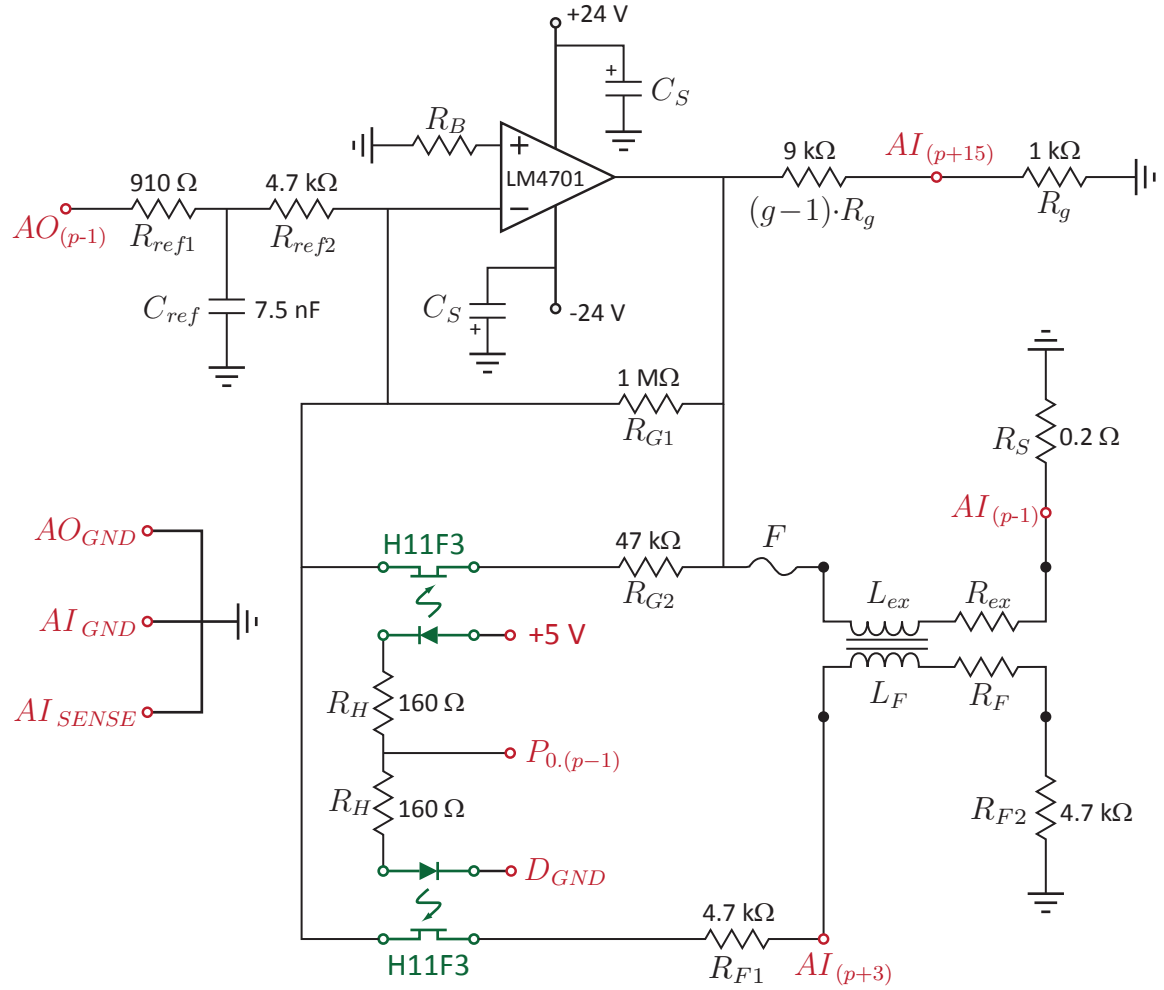 +24 V
+
C_S
R_B
+
LM4701
−
910 Ω
4.7 kΩ
AO_(p-1)
R_ref1
R_ref2
9 kΩ
AI_(p+15)
1 kΩ
(g−1)·R_g
R_g
C_ref
7.5 nF
C_S
+
-24 V
1 MΩ
R_G1
R_S
0.2 Ω
AI_(p-1)
AO_GND
AI_GND
AI_SENSE
H11F3
47 kΩ
R_G2
F
L_ex
R_ex
+5 V
L_F
R_F
R_H
160 Ω
P_0.(p−1)
R_H
160 Ω
R_F2
4.7 kΩ
D_GND
4.7 kΩ
H11F3
R_F1
AI_(p+3)